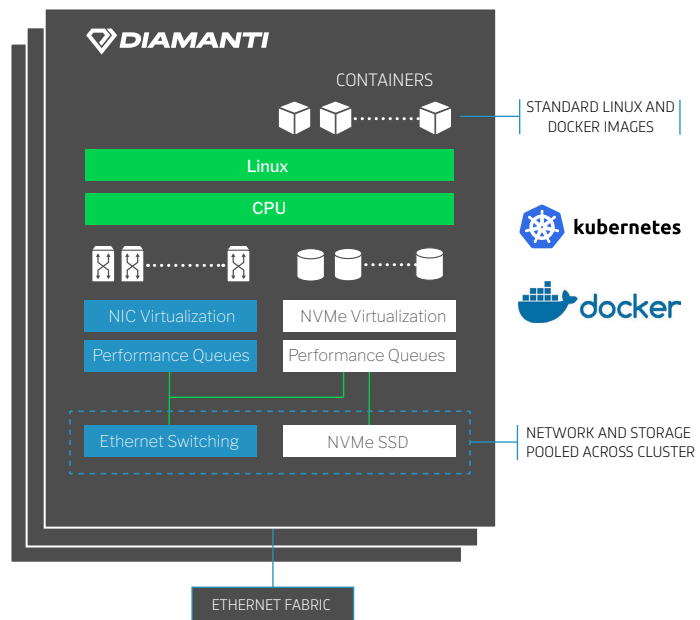 DIAMANTI
CONTAINERS
STANDARD LINUX AND
DOCKER IMAGES
Linux
CPU
kubernetes
docker
NIC Virtualization
NVMe Virtualization
Performance Queues
Performance Queues
Ethernet Switching
NVMe SSD
NETWORK AND STORAGE
POOLED ACROSS CLUSTER
ETHERNET FABRIC